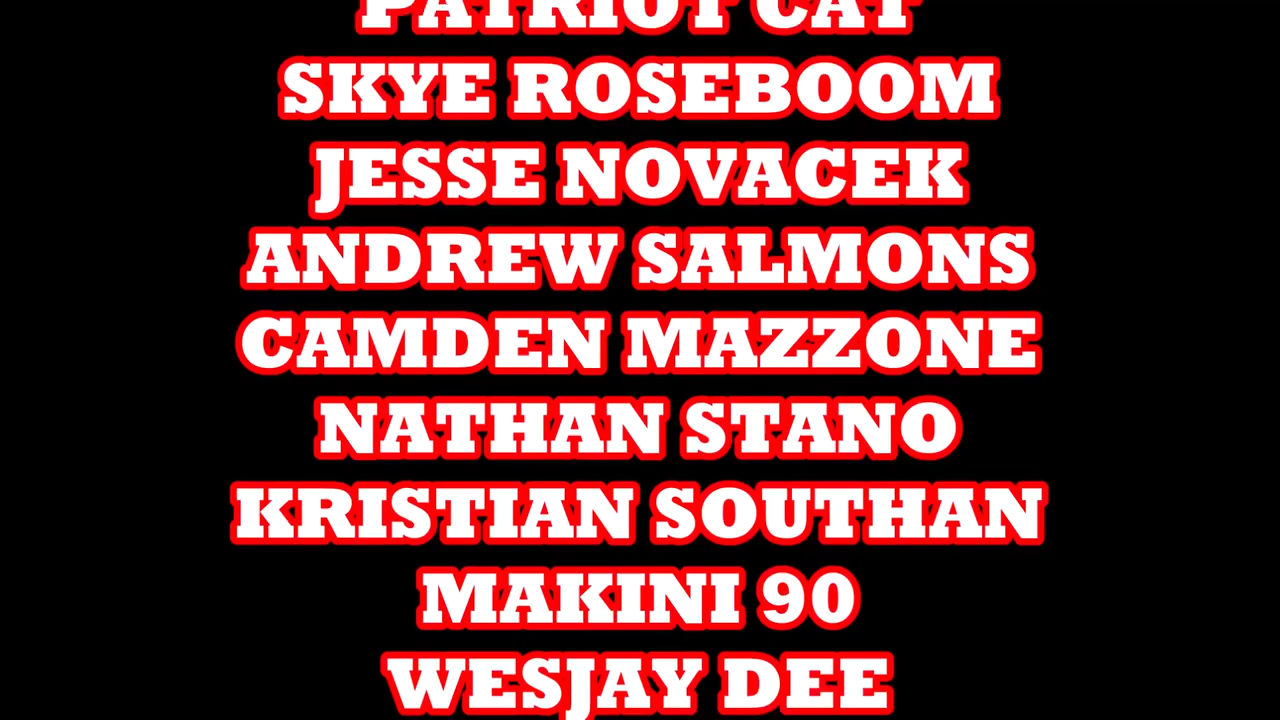 PATRIOT CAT
SKYE ROSEBOOM
JESSE NOVACEK
ANDREW SALMONS
CAMDEN MAZZONE
NATHAN STANO
KRISTIAN SOUTHAN
MAKINI 90
WESJAY DEE